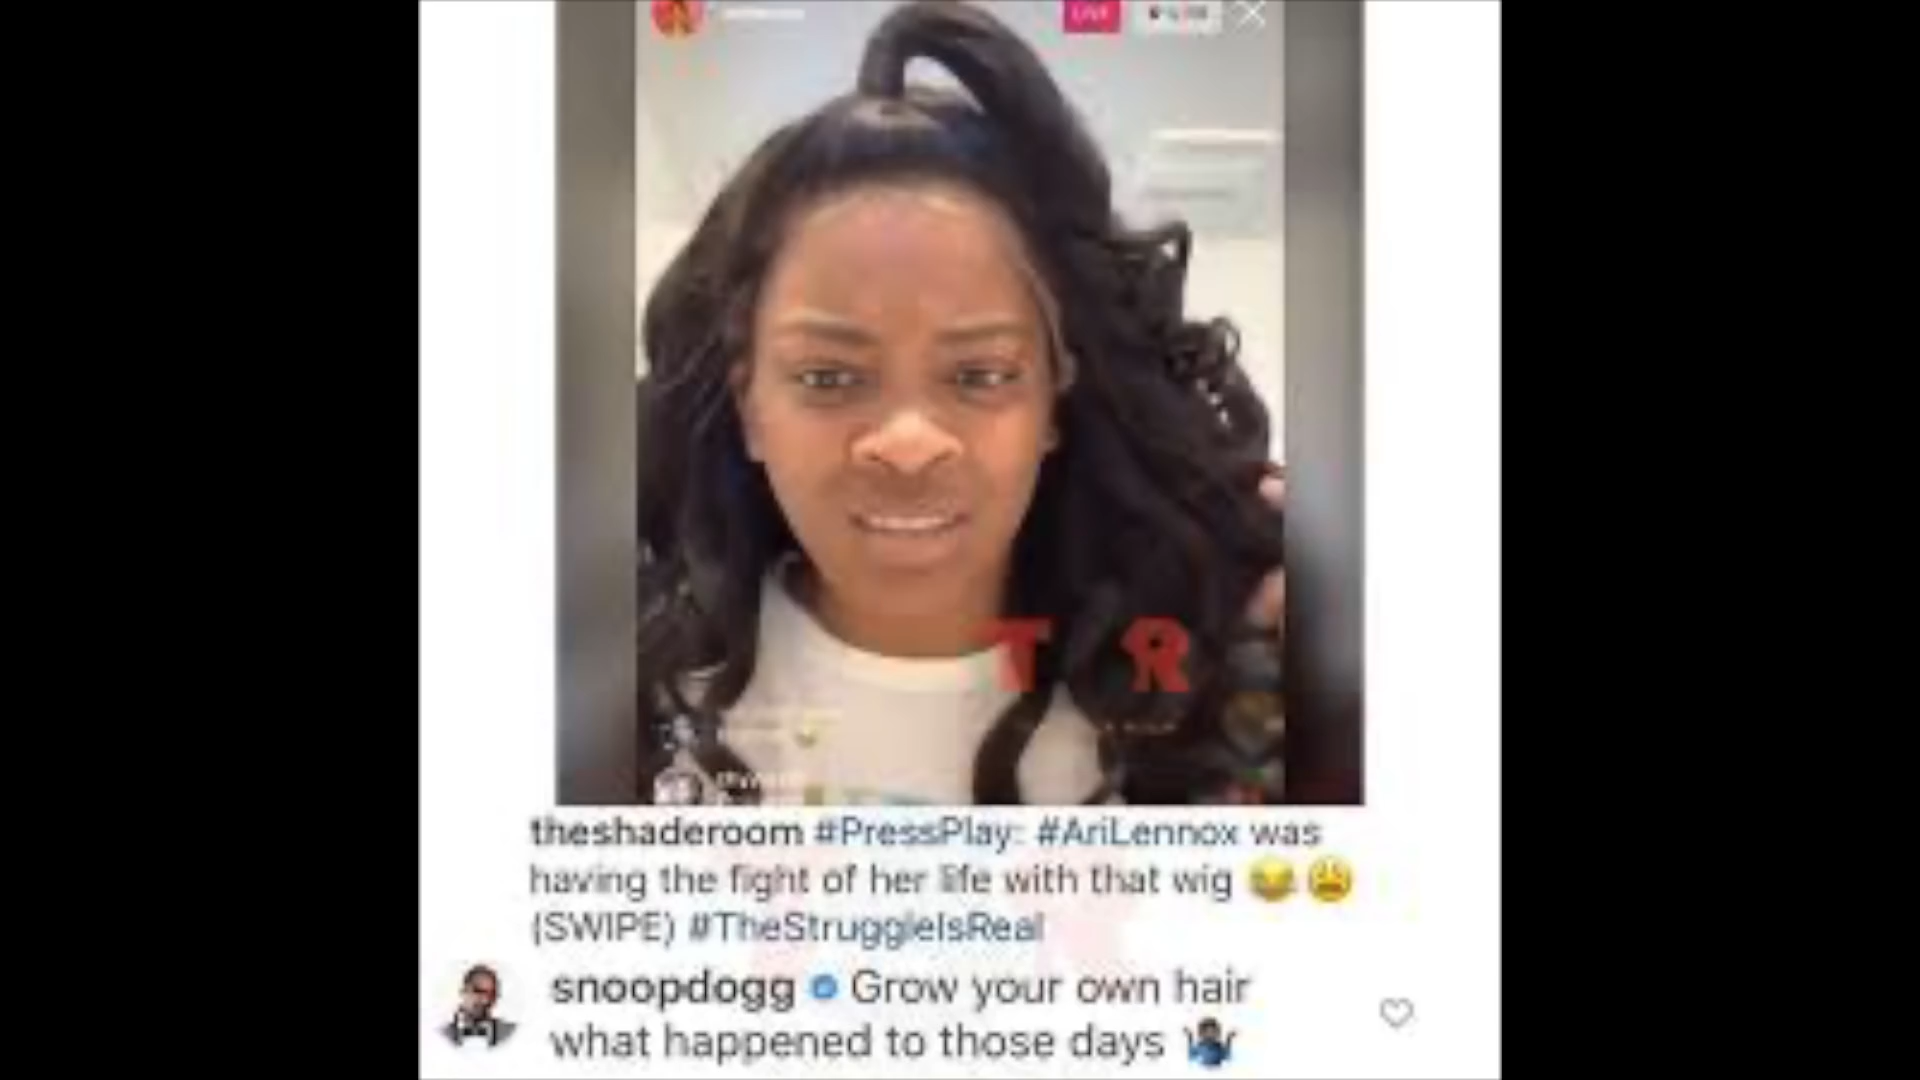 LIVE
T R
theshaderoom #PressPlay: #AriLennox was
having the fight of her life with that wig 😂😩
(SWIPE) #TheStruggleIsReal
snoopdogg Grow your own hair
what happened to those days 🤷🏿‍♂️